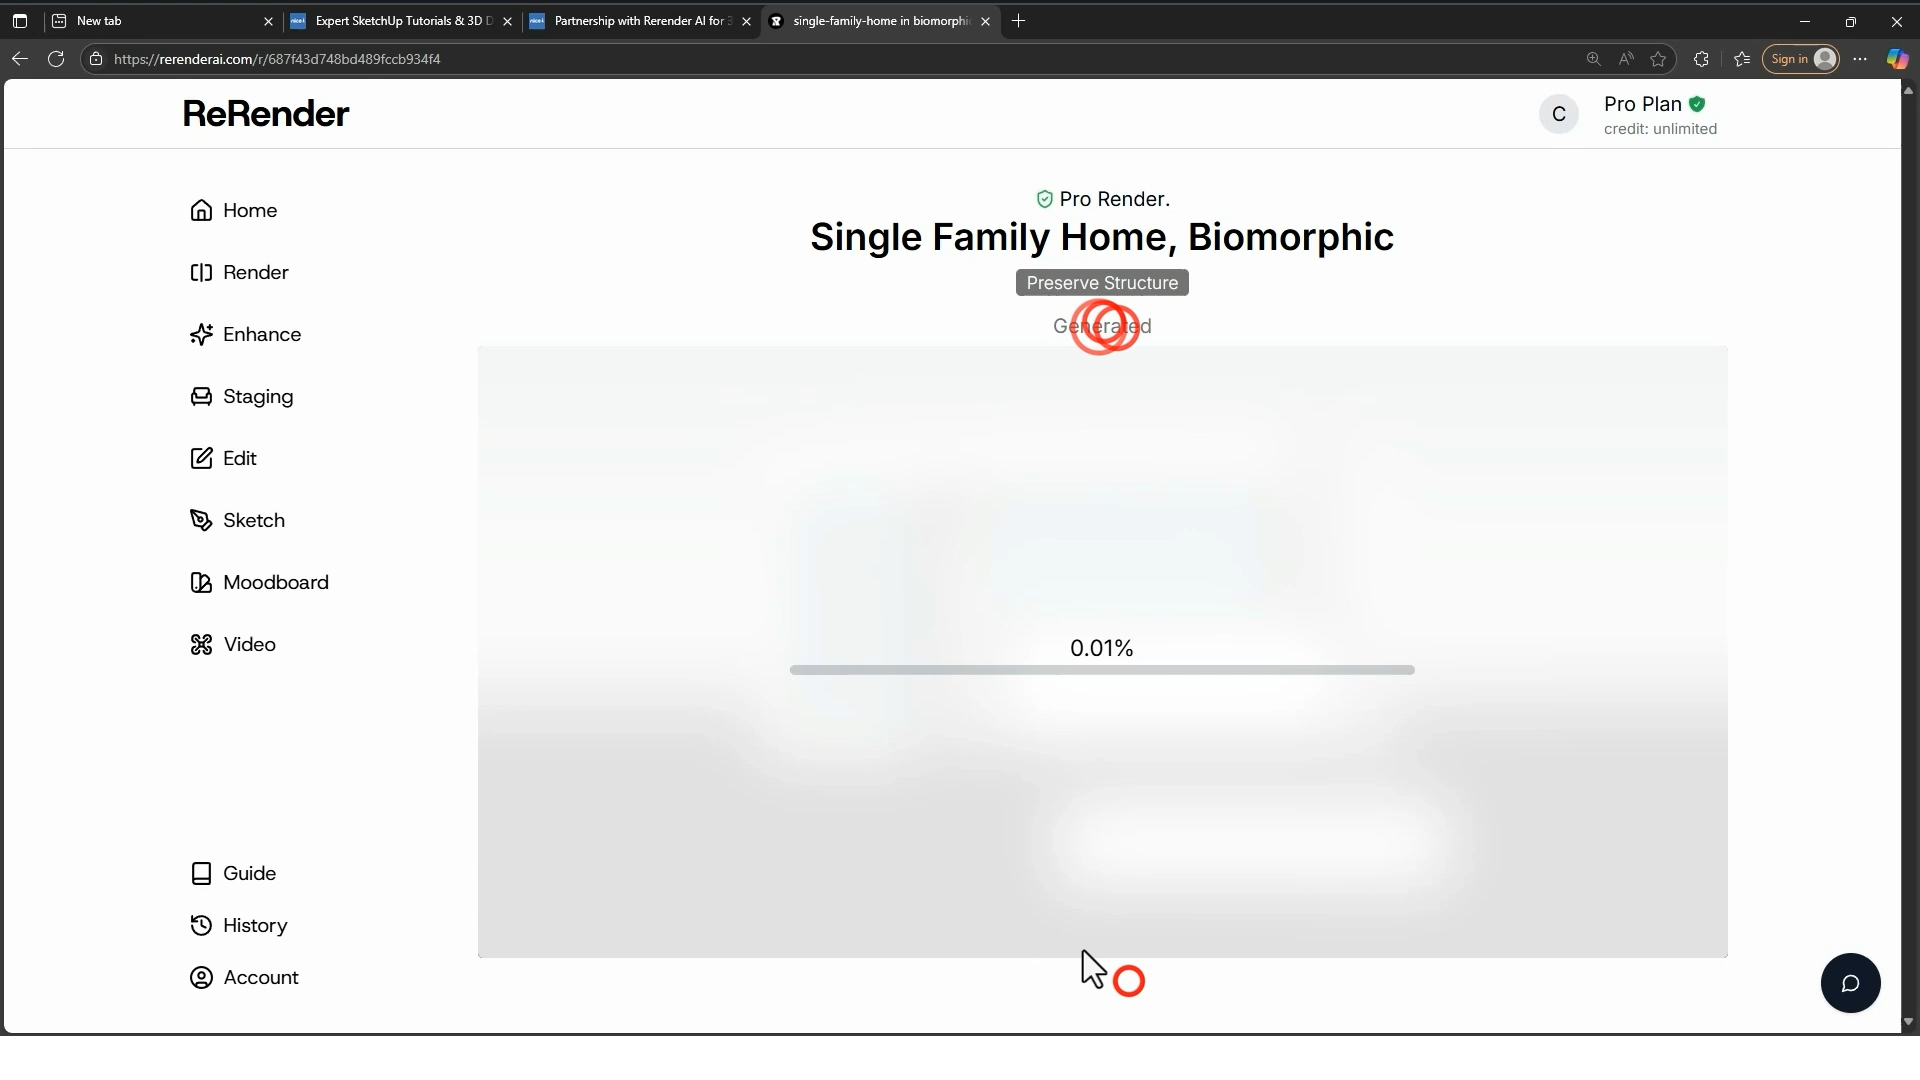 New tab
Expert SketchUp Tutorials & 3D D
Partnership with Rerender AI for 3
single-family-home in biomorphic
https://rerenderai.com/r/687f43d748bd489fccb934f4
Sign in
ReRender
C
Pro Plan
credit: unlimited
Home
Render
Enhance
Staging
Edit
Sketch
Moodboard
Video
Guide
History
Account
Pro Render.
Single Family Home, Biomorphic
Preserve Structure
Generated
0.01%